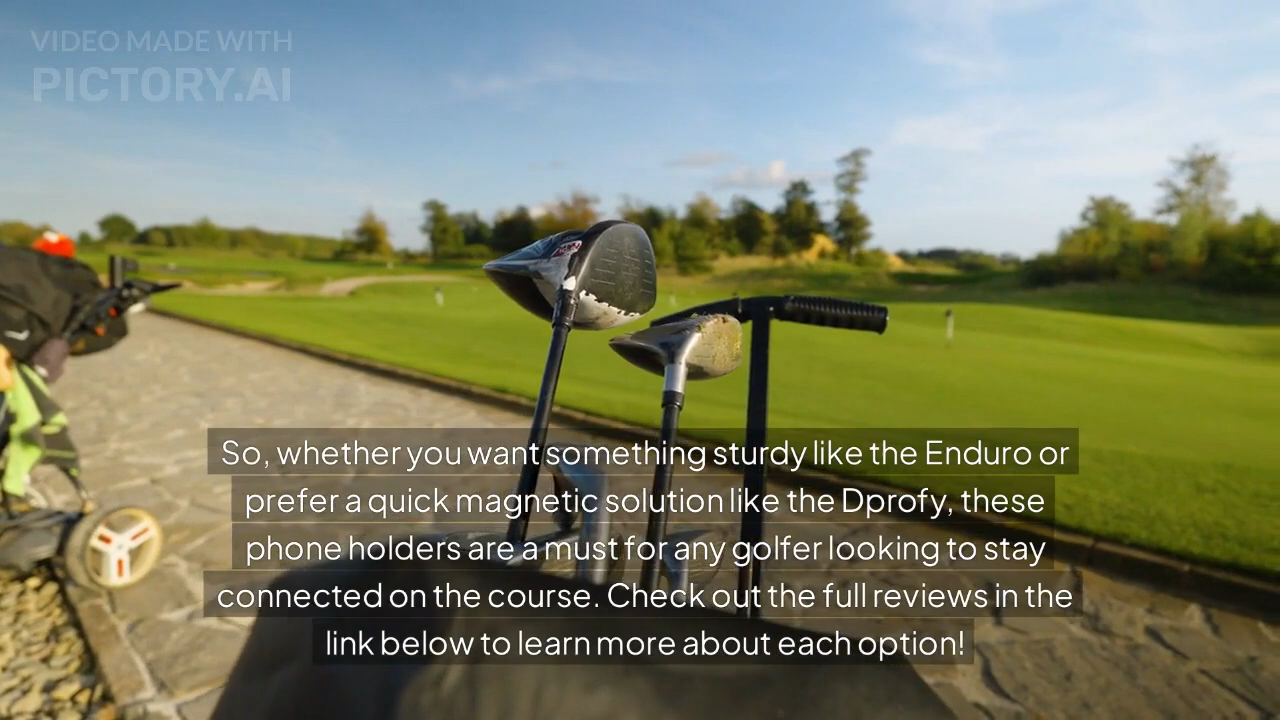 VIDEO MADE WITH
PICTORY.AI
So, whether you want something sturdy like the Enduro or
prefer a quick magnetic solution like the Dprofy, these
phone holders are a must for any golfer looking to stay
connected on the course. Check out the full reviews in the
link below to learn more about each option!